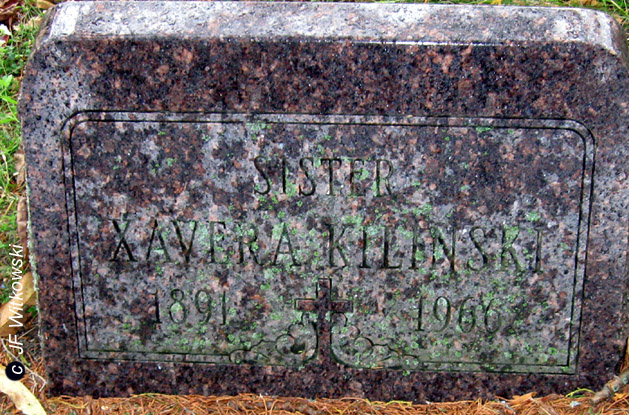 SISTER
XAVERA KILINSKI
1891 1966
c JF Witkowski